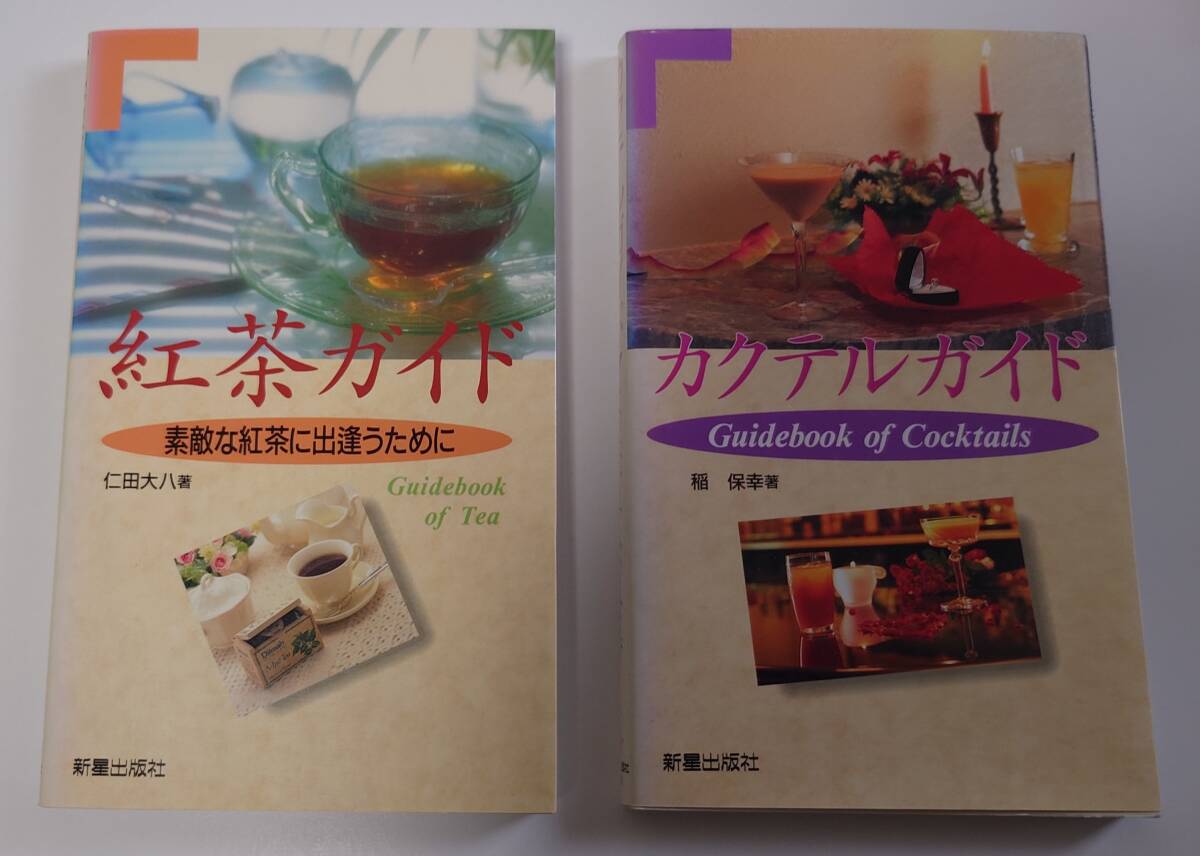 紅茶ガイド
素敵な紅茶に出逢うために
仁田大八著
Guidebook
of Tea
新星出版社
カクテルガイド
Guidebook of Cocktails
稲 保幸著
新星出版社